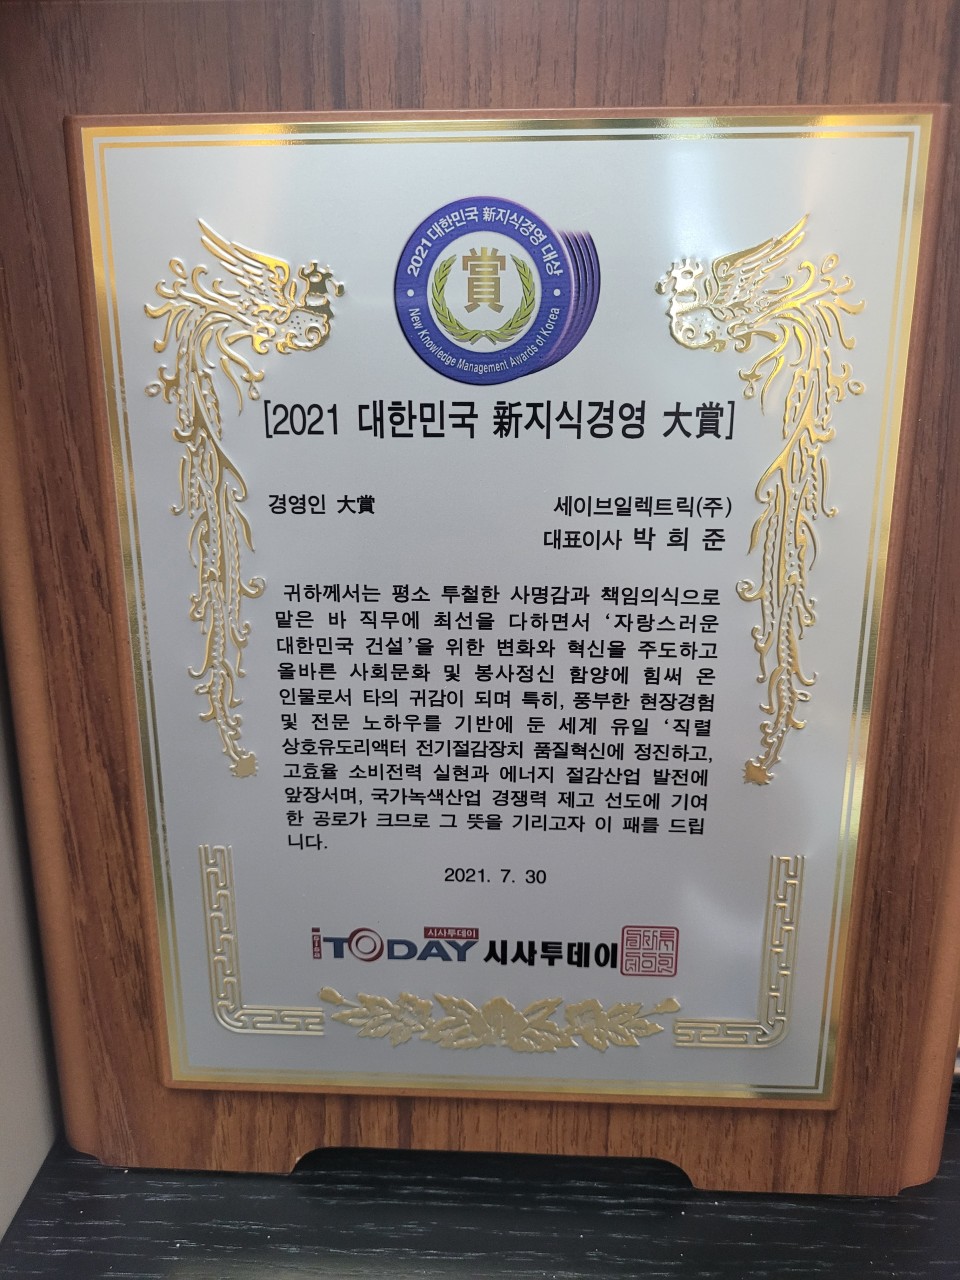 2021 대한민국 新지식경영 대상
賞
New Knowledge Management Awards of Korea
[2021 대한민국 新지식경영 大賞]
경영인 大賞
세이브일렉트릭(주)
대표이사 박 희 준
귀하께서는 평소 투철한 사명감과 책임의식으로
맡은 바 직무에 최선을 다하면서 '자랑스러운
대한민국 건설'을 위한 변화와 혁신을 주도하고
올바른 사회문화 및 봉사정신 함양에 힘써 온
인물로서 타의 귀감이 되며 특히, 풍부한 현장경험
및 전문 노하우를 기반에 둔 세계 유일 '직렬
상호유도리액터 전기절감장치 품질혁신에 정진하고,
고효율 소비전력 실현과 에너지 절감산업 발전에
앞장서며, 국가녹색산업 경쟁력 제고 선도에 기여
한 공로가 크므로 그 뜻을 기리고자 이 패를 드립
니다.
2021. 7. 30
시사투데이
TODAY 시사투데이